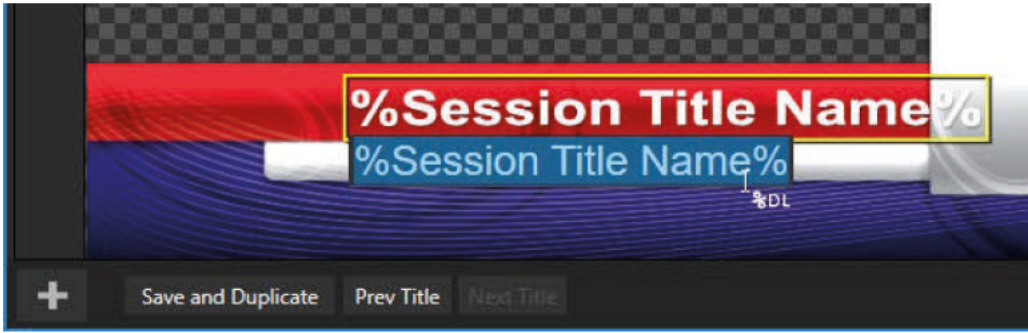 %Session Title Name%
%Session Title Name%
%DL
Save and Duplicate Prev Title Next Title